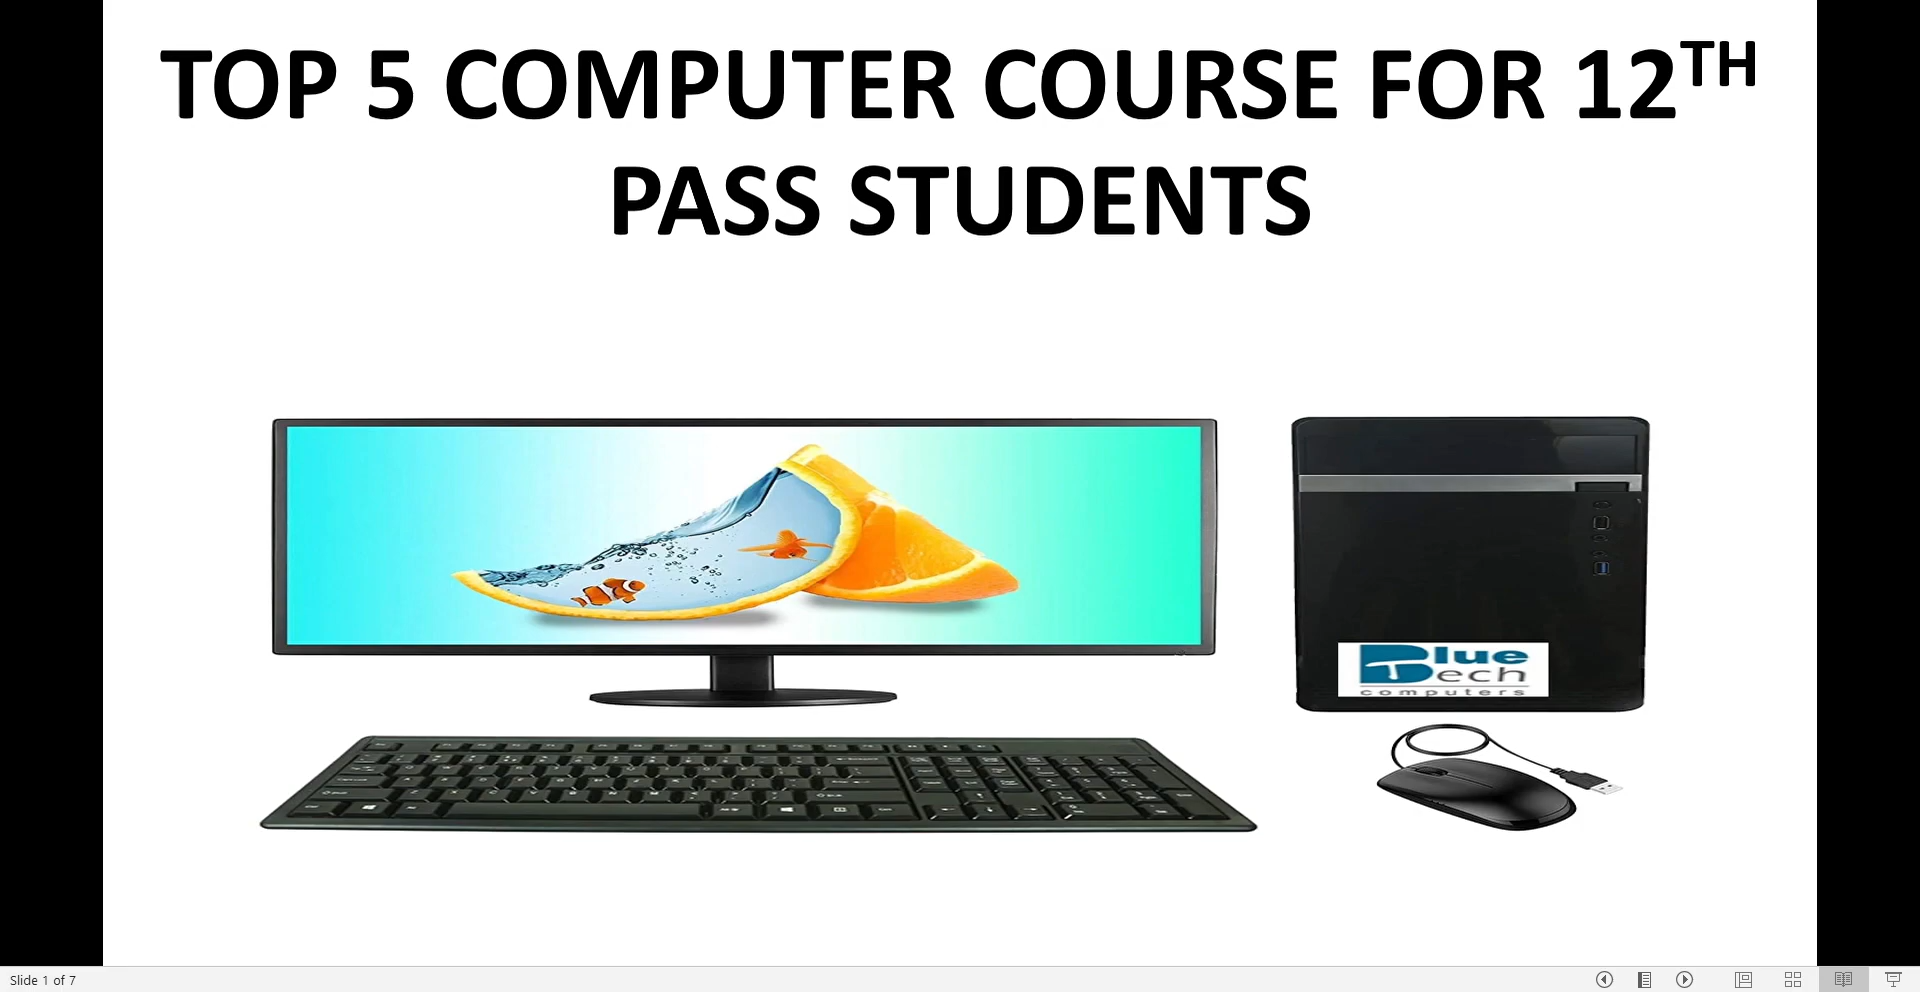 TOP 5 COMPUTER COURSE FOR 12TH
PASS STUDENTS
Blue
Tech
computers
Slide 1 of 7